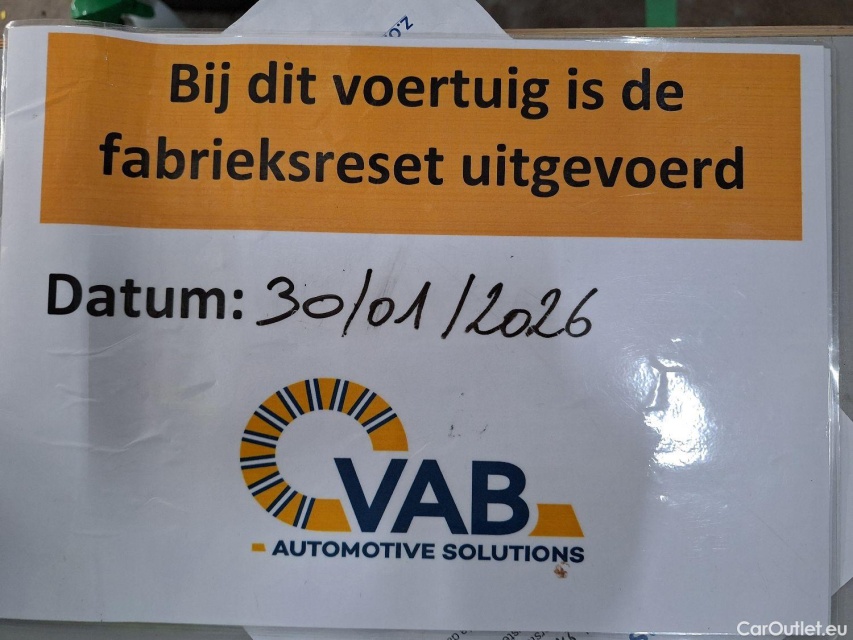 Bij dit voertuig is de
fabrieksreset uitgevoerd
Datum: 30/01/2026
VAB
AUTOMOTIVE SOLUTIONS
CarOutlet.eu